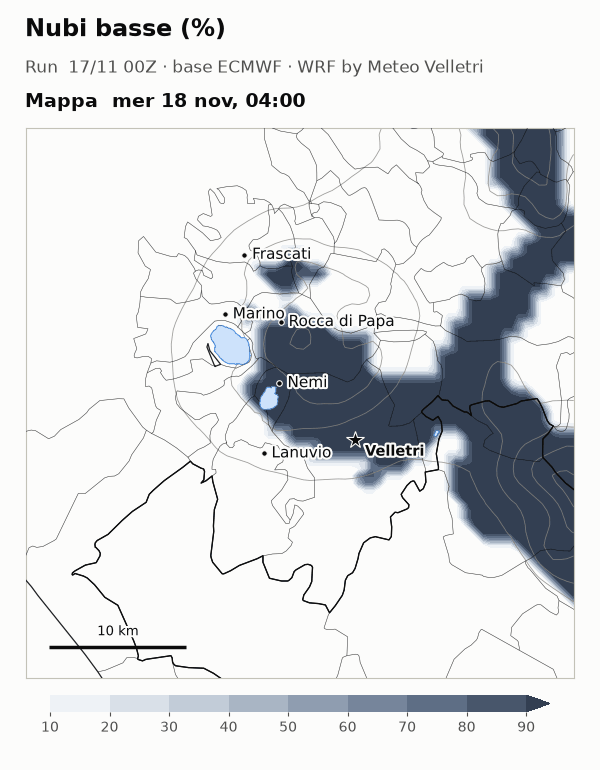 Nubi basse (%)
Run  17/11 00Z · base ECMWF · WRF by Meteo Velletri
Mappa  mer 18 nov, 04:00
Frascati
Marino
Rocca di Papa
Nemi
Velletri
Lanuvio
10 km
10 20 30 40 50 60 70 80 90